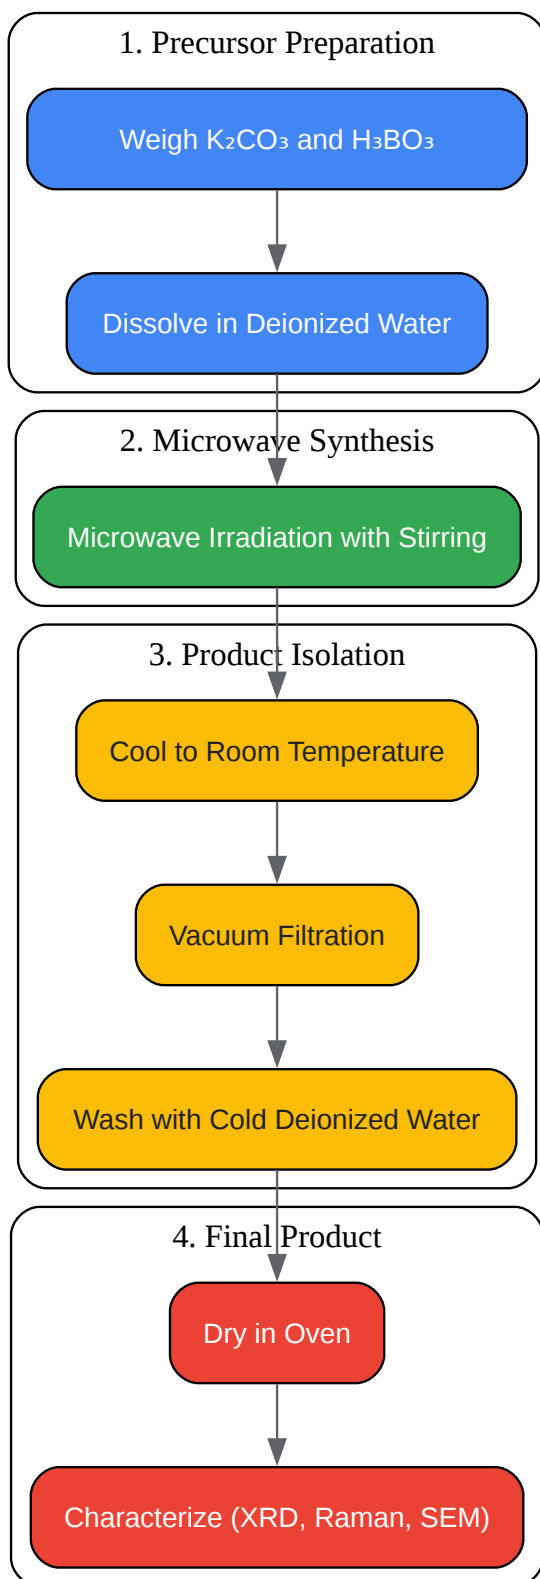 1. Precursor Preparation
Weigh K₂CO₃ and H₃BO₃
Dissolve in Deionized Water
2. Microwave Synthesis
Microwave Irradiation with Stirring
3. Product Isolation
Cool to Room Temperature
Vacuum Filtration
Wash with Cold Deionized Water
4. Final Product
Dry in Oven
Characterize (XRD, Raman, SEM)